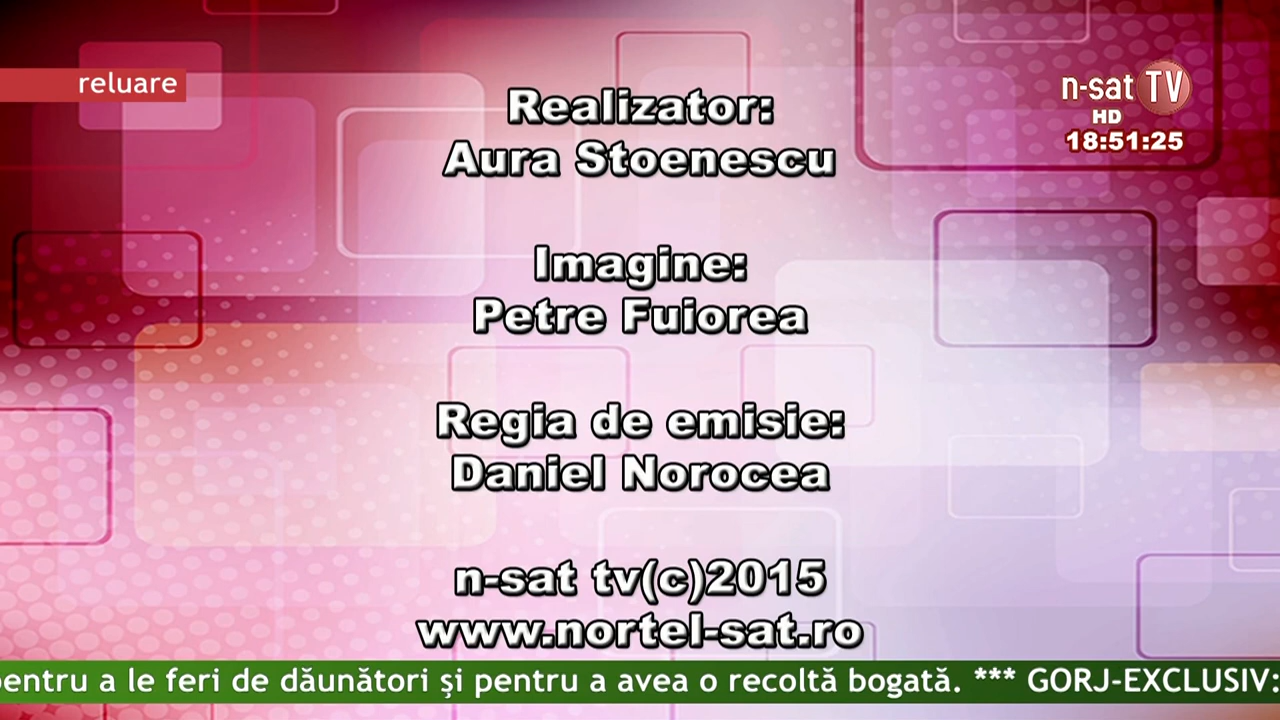 reluare
n-sat TV
HD
18:51:25
Realizator:
Aura Stoenescu
Imagine:
Petre Fuiorea
Regia de emisie:
Daniel Norocea
n-sat tv(c)2015
www.nortel-sat.ro
pentru a le feri de dăunători şi pentru a avea o recoltă bogată. *** GORJ-EXCLUSIV: